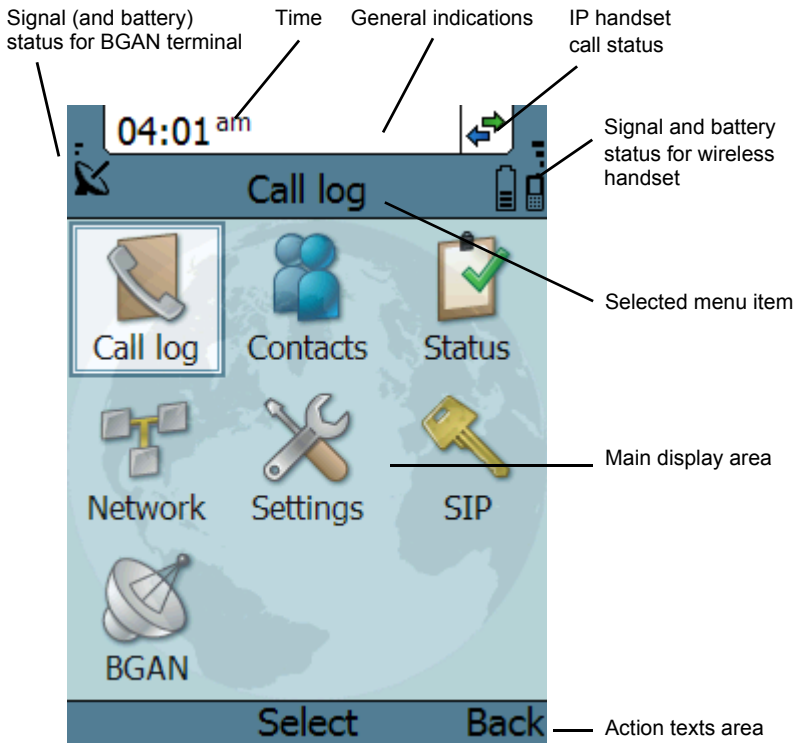 Signal (and battery)
status for BGAN terminal
Time
General indications
IP handset
call status
04:01 am
Signal and battery
status for wireless
handset
Call log
Selected menu item
Call log
Contacts
Status
Main display area
Network
Settings
SIP
BGAN
Select
Back
Action texts area